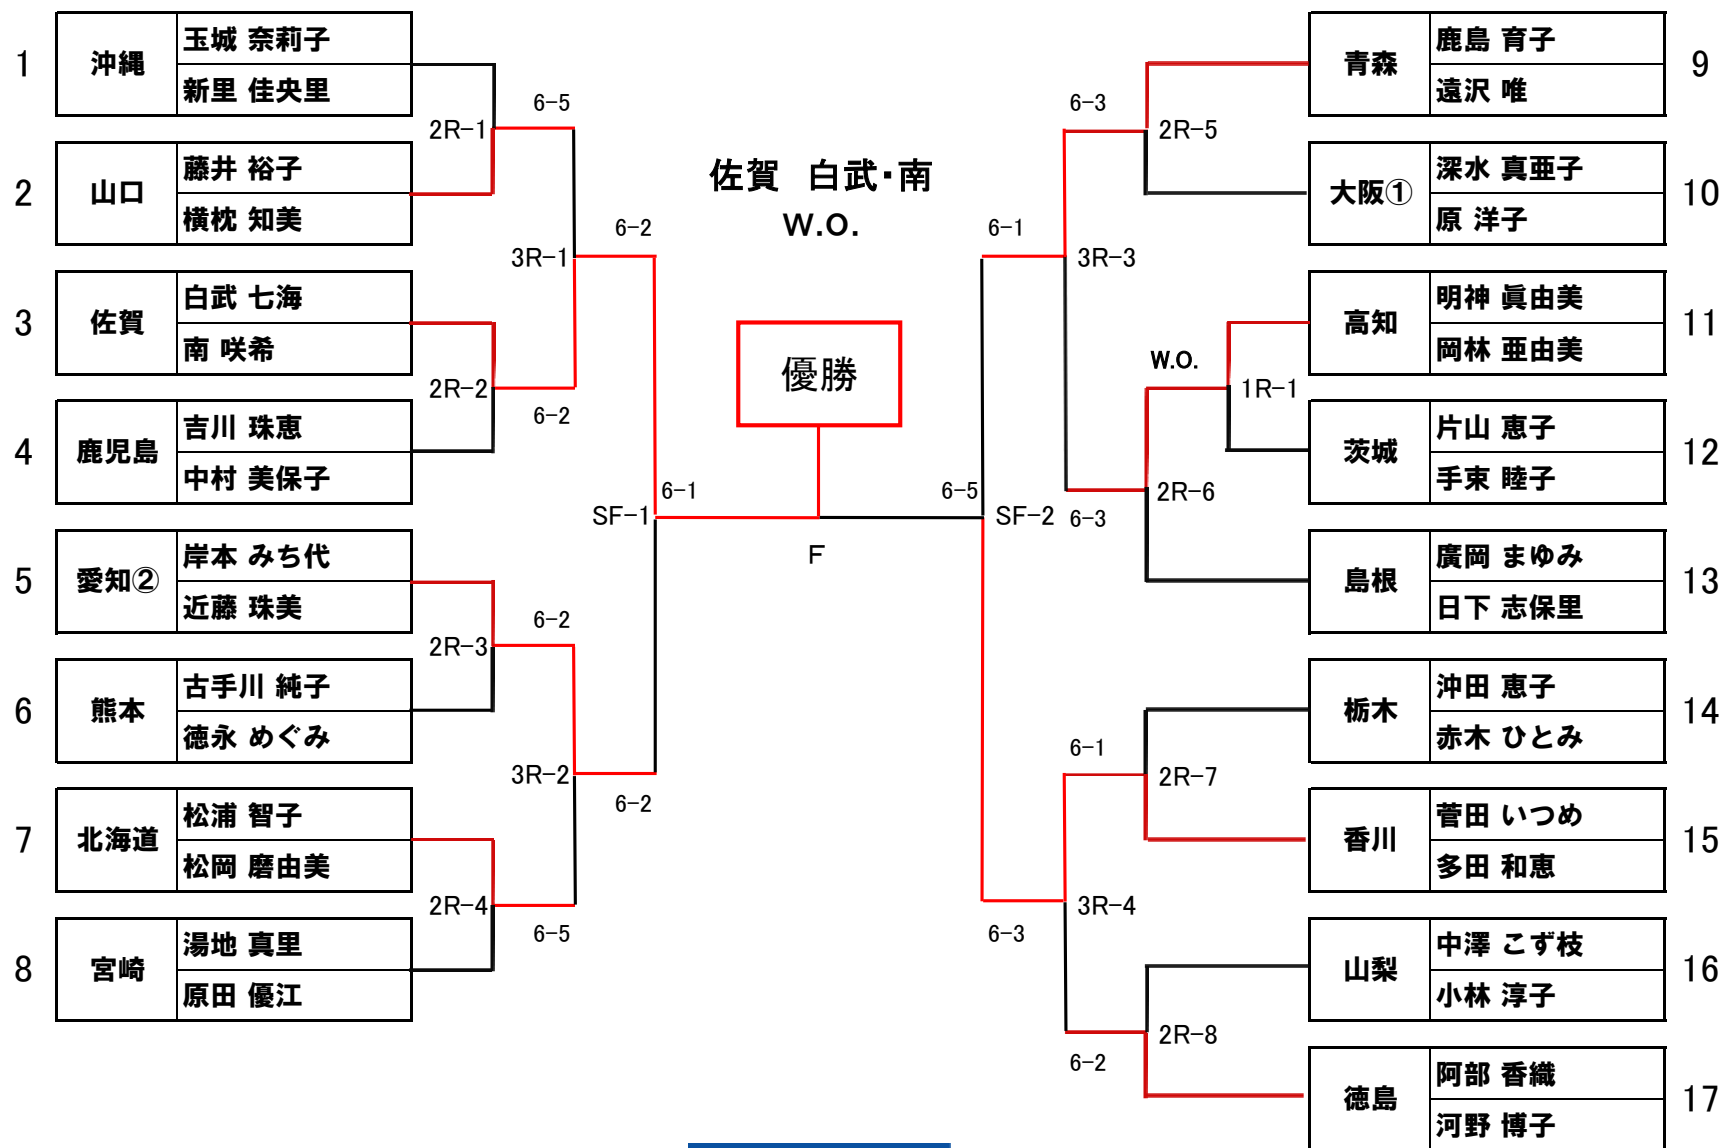 1 沖縄 玉城 奈莉子
新里 佳央里
2R-1
6-5
2 山口 藤井 裕子
横枕 知美
3R-1
6-2
3 佐賀 白武 七海
南 咲希
2R-2
6-2
4 鹿児島 吉川 珠恵
中村 美保子
SF-1
6-1
5 愛知② 岸本 みち代
近藤 珠美
2R-3
6-2
6 熊本 古手川 純子
徳永 めぐみ
3R-2
6-2
7 北海道 松浦 智子
松岡 磨由美
2R-4
6-5
8 宮崎 湯地 真里
原田 優江
佐賀 白武・南
W.O.
優勝
F
青森 鹿島 育子 9
遠沢 唯
6-3
2R-5
大阪① 深水 真亜子 10
原 洋子
6-1
3R-3
高知 明神 眞由美 11
岡林 亜由美
W.O.
1R-1
茨城 片山 恵子 12
手束 睦子
2R-6
6-3
6-5
SF-2
島根 廣岡 まゆみ 13
日下 志保里
栃木 沖田 恵子 14
赤木 ひとみ
6-1
2R-7
香川 菅田 いつめ 15
多田 和恵
3R-4
6-3
山梨 中澤 こず枝 16
小林 淳子
2R-8
6-2
徳島 阿部 香織 17
河野 博子